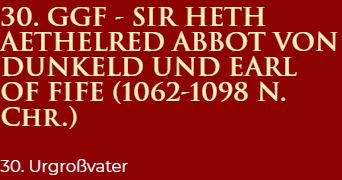 30. GGF - SIR HETH
AETHELRED ABBOT VON
DUNKELD UND EARL
OF FIFE (1062-1098 N.
CHR.)
30. Urgroßvater